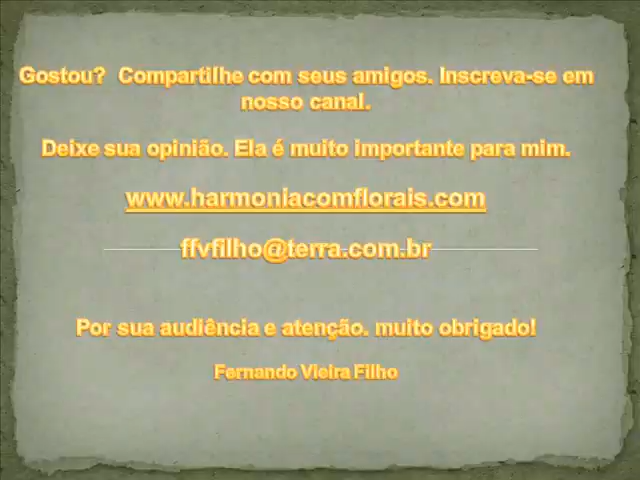 Gostou?  Compartilhe com seus amigos. Inscreva-se em
nosso canal.
Deixe sua opinião. Ela é muito importante para mim.
www.harmoniacomflorais.com
ffvfilho@terra.com.br
Por sua audiência e atenção. muito obrigado!
Fernando Vieira Filho